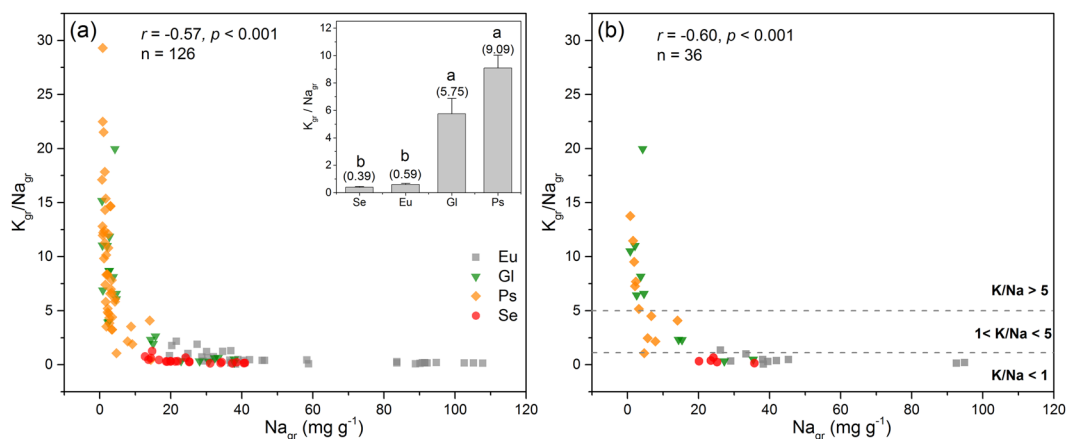 (a)
r = -0.57, p < 0.001
n = 126
K_gr/Na_gr
30
25
20
15
10
5
0
0 20 40 60 80 100 120
Na_gr (mg g⁻¹)
K_gr / Na_gr
12
10
8
6
4
2
0
b
(0.39)
b
(0.59)
a
(5.75)
a
(9.09)
Se Eu Gl Ps
Eu
Gl
Ps
Se
(b)
r = -0.60, p < 0.001
n = 36
30
25
20
15
10
5
0
K/Na > 5
1< K/Na < 5
K/Na < 1
0 20 40 60 80 100 120
Na_gr (mg g⁻¹)